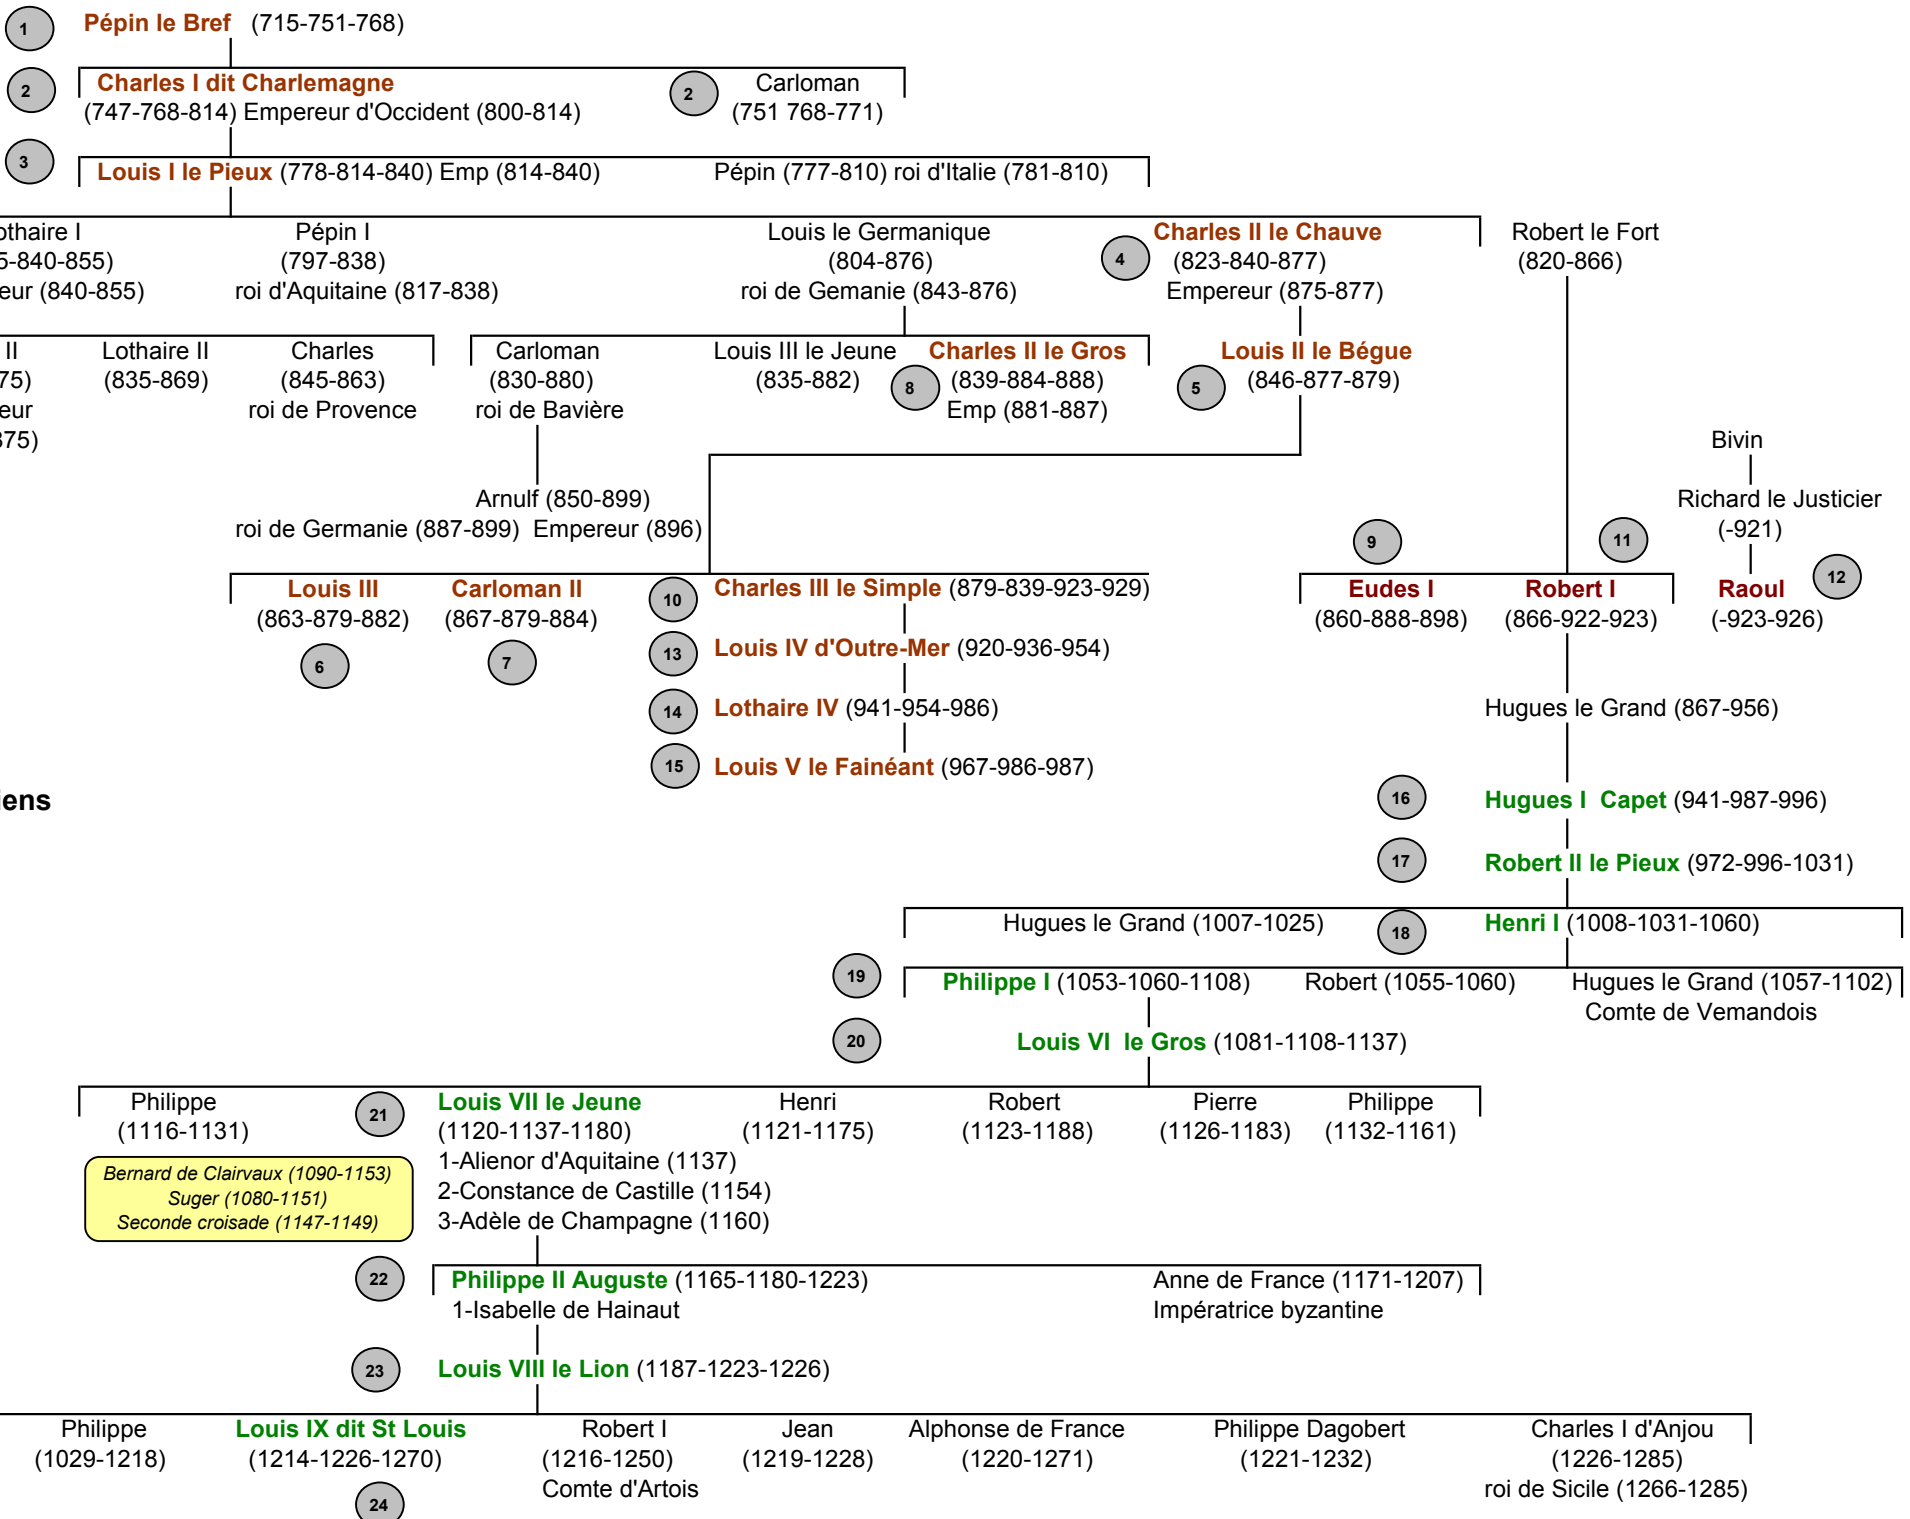 1 Pépin le Bref (715-751-768)
2 Charles I dit Charlemagne 2 Carloman
(747-768-814) Empereur d'Occident (800-814) (751 768-771)
3 Louis I le Pieux (778-814-840) Emp (814-840) Pépin (777-810) roi d'Italie (781-810)
othaire I Pépin I Louis le Germanique Charles II le Chauve Robert le Fort
5-840-855) (797-838) (804-876) 4 (823-840-877) (820-866)
eur (840-855) roi d'Aquitaine (817-838) roi de Gemanie (843-876) Empereur (875-877)
II Lothaire II Charles Carloman Louis III le Jeune Charles II le Gros Louis II le Bégue
75) (835-869) (845-863) (830-880) (835-882) 8 (839-884-888) 5 (846-877-879)
eur roi de Provence roi de Bavière Emp (881-887)
875) Bivin
Arnulf (850-899) Richard le Justicier
roi de Germanie (887-899) Empereur (896) (-921)
9 11
Louis III Carloman II 10 Charles III le Simple (879-839-923-929) Eudes I Robert I Raoul 12
(863-879-882) (867-879-884) (860-888-898) (866-922-923) (-923-926)
6 7 13 Louis IV d'Outre-Mer (920-936-954)
14 Lothaire IV (941-954-986) Hugues le Grand (867-956)
15 Louis V le Fainéant (967-986-987)
iens 16 Hugues I Capet (941-987-996)
17 Robert II le Pieux (972-996-1031)
Hugues le Grand (1007-1025) 18 Henri I (1008-1031-1060)
19 Philippe I (1053-1060-1108) Robert (1055-1060) Hugues le Grand (1057-1102)
Comte de Vemandois
20 Louis VI le Gros (1081-1108-1137)
Philippe 21 Louis VII le Jeune Henri Robert Pierre Philippe
(1116-1131) (1120-1137-1180) (1121-1175) (1123-1188) (1126-1183) (1132-1161)
1-Alienor d'Aquitaine (1137)
2-Constance de Castille (1154)
3-Adèle de Champagne (1160)
Bernard de Clairvaux (1090-1153)
Suger (1080-1151)
Seconde croisade (1147-1149)
22 Philippe II Auguste (1165-1180-1223) Anne de France (1171-1207)
1-Isabelle de Hainaut Impératrice byzantine
23 Louis VIII le Lion (1187-1223-1226)
Philippe Louis IX dit St Louis Robert I Jean Alphonse de France Philippe Dagobert Charles I d'Anjou
(1029-1218) (1214-1226-1270) (1216-1250) (1219-1228) (1220-1271) (1221-1232) (1226-1285)
24 Comte d'Artois roi de Sicile (1266-1285)